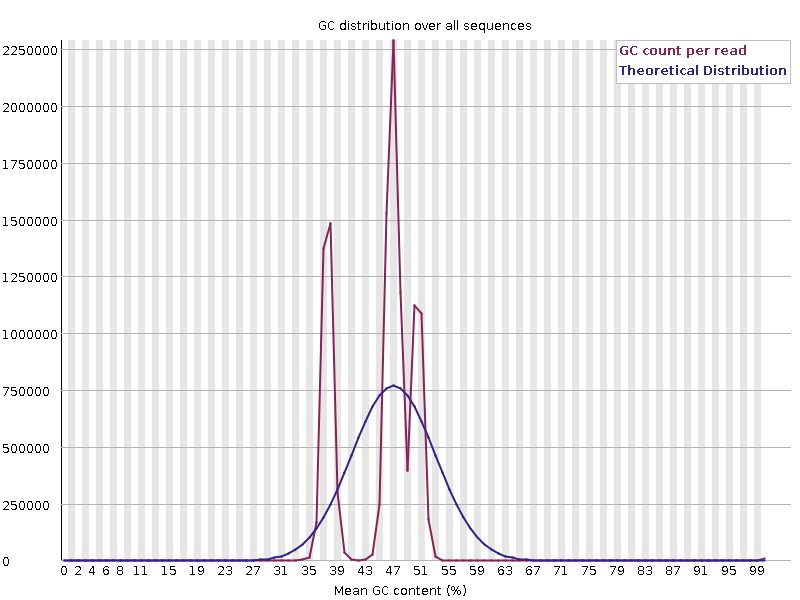 GC distribution over all sequences
GC count per read
Theoretical Distribution
2250000
2000000
1750000
1500000
1250000
1000000
750000
500000
250000
0
0 2 4 6 8 11 15 19 23 27 31 35 39 43 47 51 55 59 63 67 71 75 79 83 87 91 95 99
Mean GC content (%)